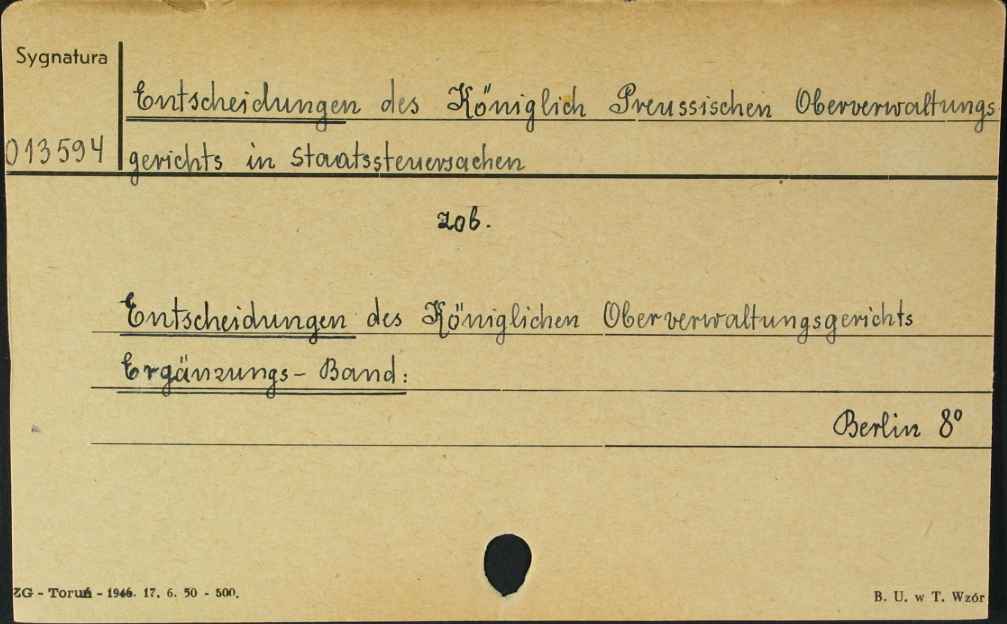 Sygnatura
Entscheidungen des Königlich Preussischen Oberverwaltungs
013594 gerichts in Staatssteuersachen
zob.
Entscheidungen des Königlichen Oberverwaltungsgerichts
Ergänzungs-Band:
Berlin 8°
ZG - Toruń - 1946. 17. 6. 50 - 500. B. U. w T. Wzór